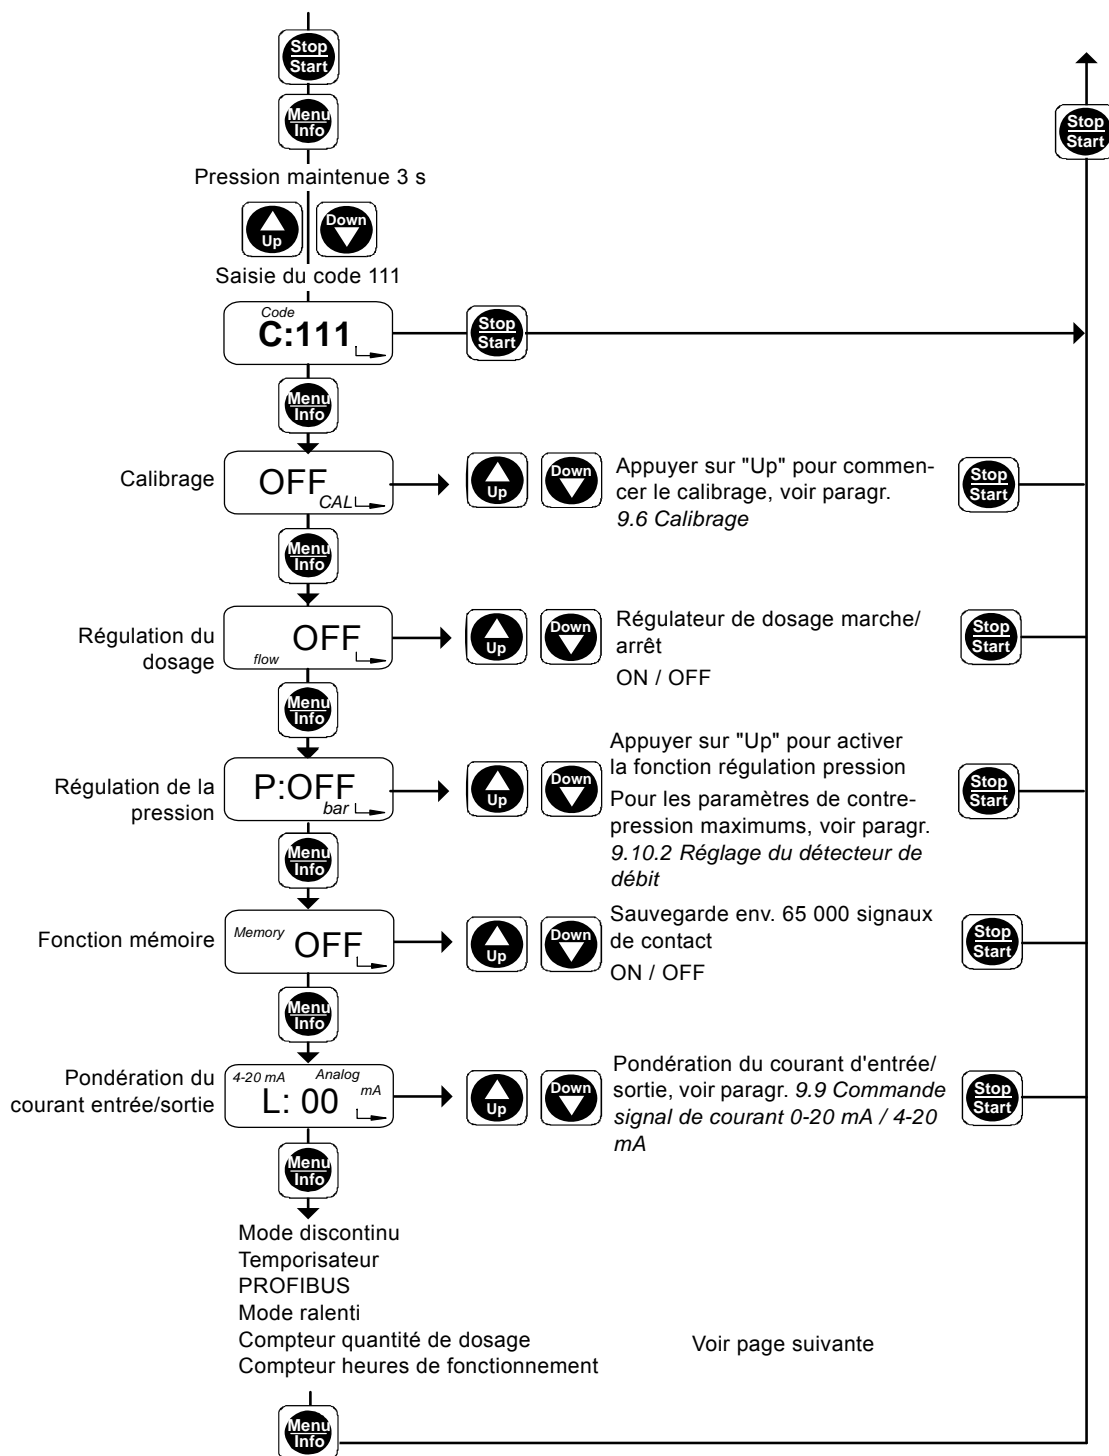 Stop
Start
Menu
Info
Stop
Start
Pression maintenue 3 s
Up
Down
Saisie du code 111
Code
C:111
Stop
Start
Menu
Info
Calibrage
OFF
CAL
Up
Down
Appuyer sur "Up" pour commen-
cer le calibrage, voir paragr.
9.6 Calibrage
Stop
Start
Menu
Info
Régulation du
dosage
OFF
flow
Up
Down
Régulateur de dosage marche/
arrêt
ON / OFF
Stop
Start
Menu
Info
Régulation de la
pression
P:OFF
bar
Up
Down
Appuyer sur "Up" pour activer
la fonction régulation pression
Pour les paramètres de contre-
pression maximums, voir paragr.
9.10.2 Réglage du détecteur de
débit
Stop
Start
Menu
Info
Fonction mémoire
Memory
OFF
Up
Down
Sauvegarde env. 65 000 signaux
de contact
ON / OFF
Stop
Start
Menu
Info
Pondération du
courant entrée/sortie
4-20 mA Analog
L: 00 mA
Up
Down
Pondération du courant d'entrée/
sortie, voir paragr. 9.9 Commande
signal de courant 0-20 mA / 4-20
mA
Stop
Start
Menu
Info
Mode discontinu
Temporisateur
PROFIBUS
Mode ralenti
Compteur quantité de dosage
Compteur heures de fonctionnement
Voir page suivante
Menu
Info